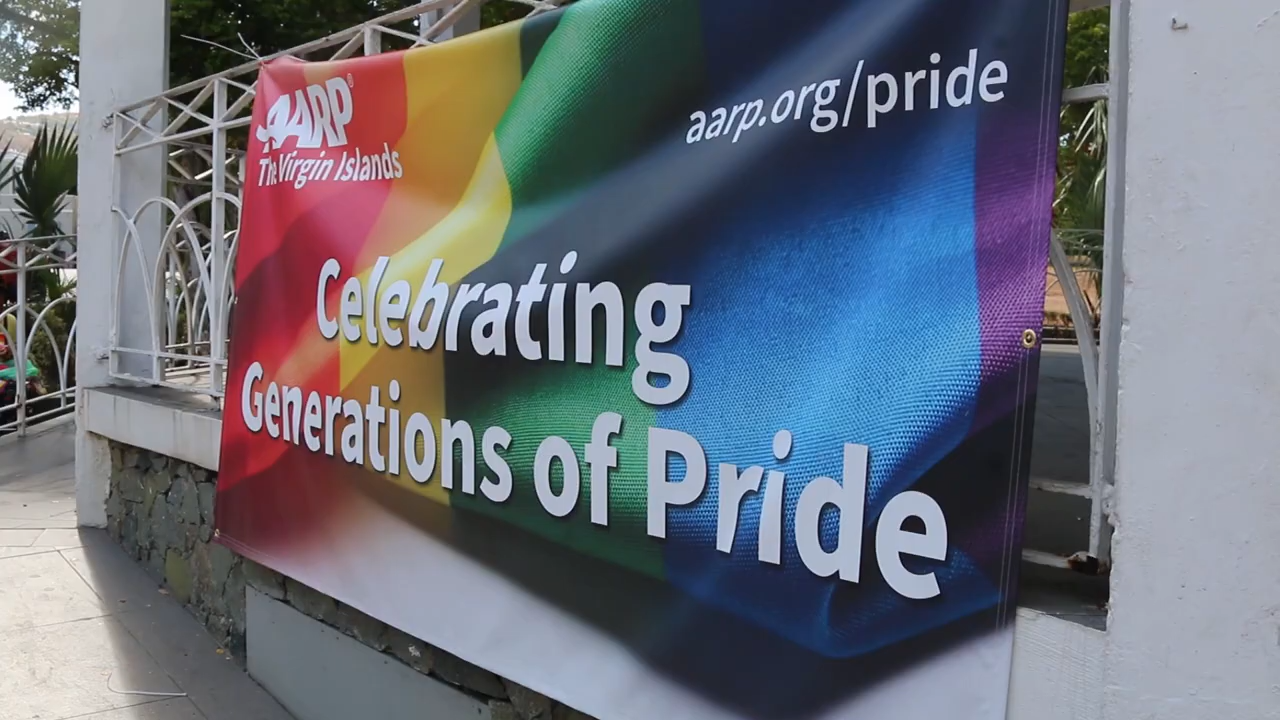 AARP®
The Virgin Islands
aarp.org/pride
Celebrating
Generations of Pride